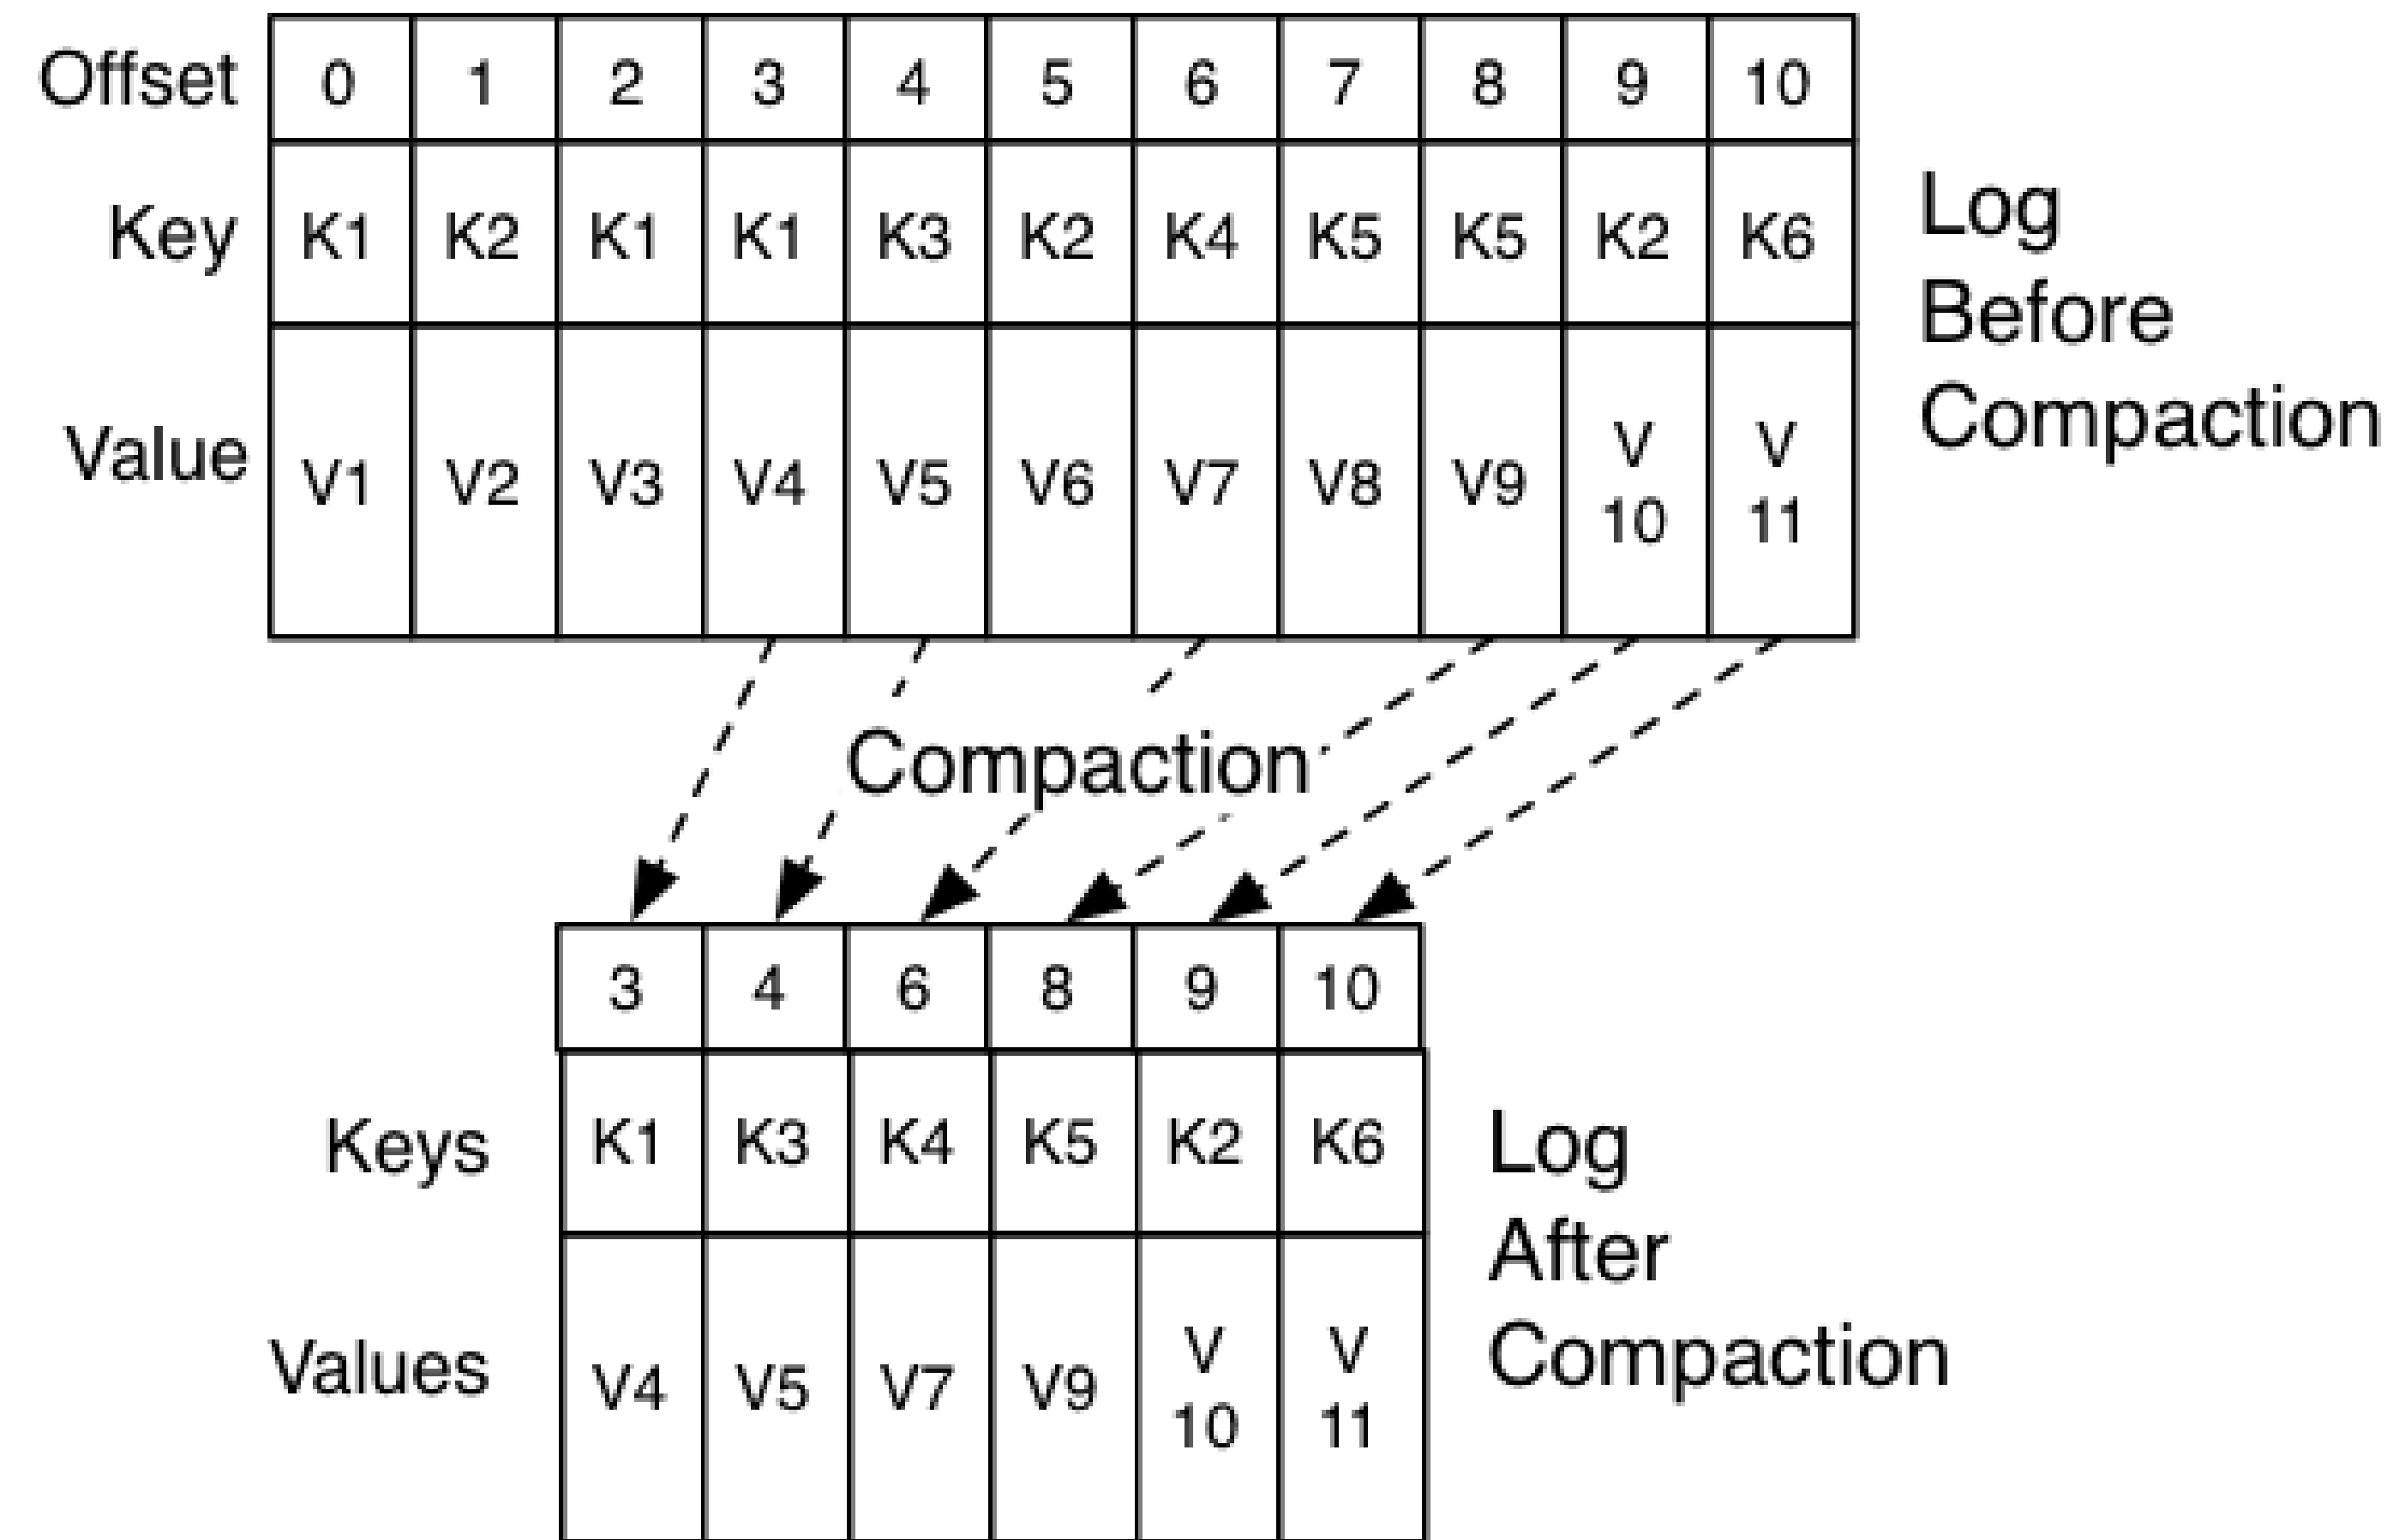 Offset 0 1 2 3 4 5 6 7 8 9 10
Key K1 K2 K1 K1 K3 K2 K4 K5 K5 K2 K6
Value V1 V2 V3 V4 V5 V6 V7 V8 V9 V 10 V 11
Log
Before
Compaction
Compaction
3 4 6 8 9 10
Keys K1 K3 K4 K5 K2 K6
Values V4 V5 V7 V9 V 10 V 11
Log
After
Compaction